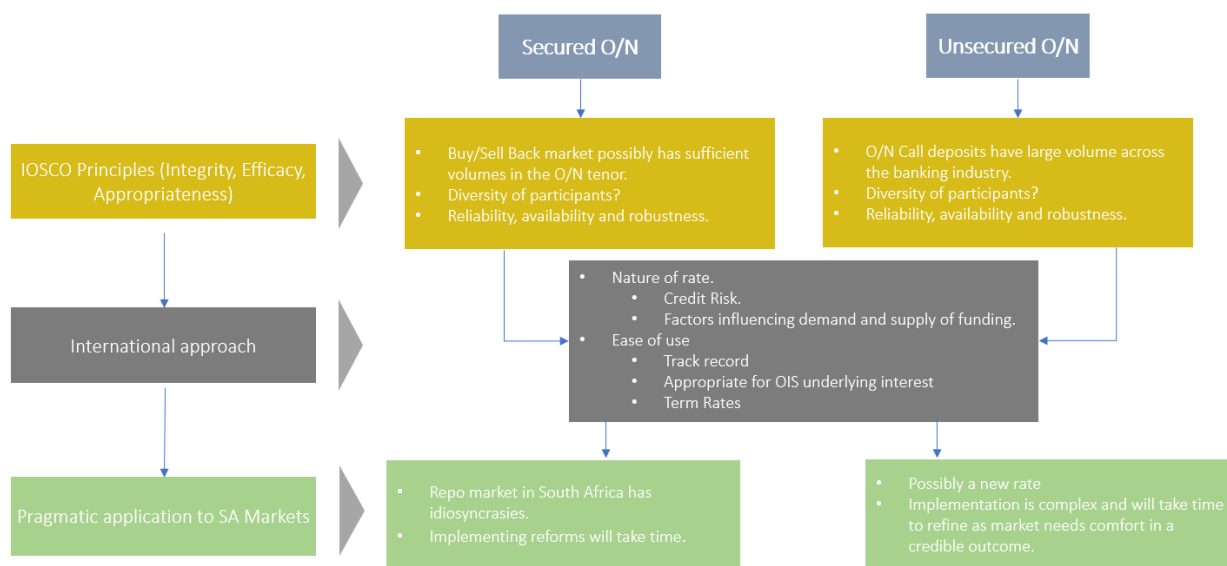 Secured O/N
Unsecured O/N
IOSCO Principles (Integrity, Efficacy,
Appropriateness)
• Buy/Sell Back market possibly has sufficient
volumes in the O/N tenor.
• Diversity of participants?
• Reliability, availability and robustness.
• O/N Call deposits have large volume across
the banking industry.
• Diversity of participants?
• Reliability, availability and robustness.
International approach
• Nature of rate.
• Credit Risk.
• Factors influencing demand and supply of funding.
• Ease of use
• Track record
• Appropriate for OIS underlying interest
• Term Rates
Pragmatic application to SA Markets
• Repo market in South Africa has
idiosyncrasies.
• Implementing reforms will take time.
• Possibly a new rate
• Implementation is complex and will take time
to refine as market needs comfort in a
credible outcome.